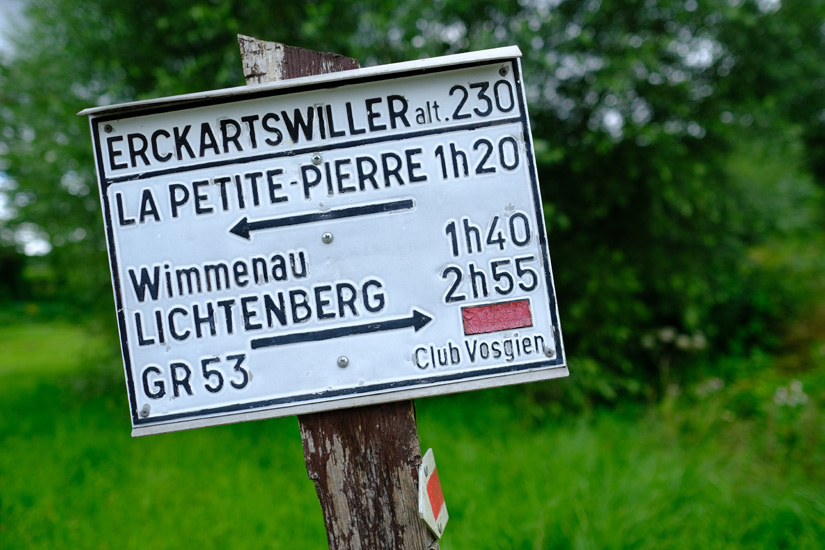 ERCKARTSWILLER alt. 230
LA PETITE-PIERRE 1h20
Wimmenau 1h40
LICHTENBERG 2h55
GR 53 Club Vosgien